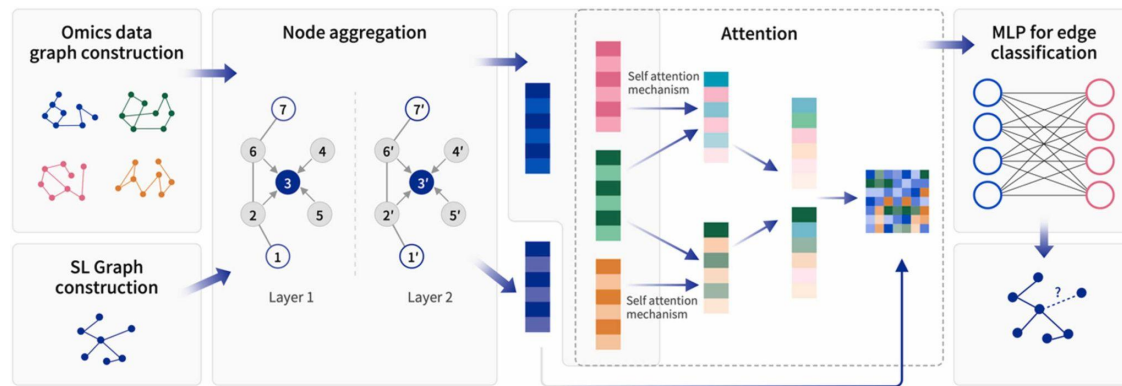 Omics data
graph construction
SL Graph
construction
Node aggregation
7
6
4
3
2
5
1
Layer 1
7′
6′
4′
3′
2′
5′
1′
Layer 2
Attention
Self attention
mechanism
Self attention
mechanism
MLP for edge
classification
?